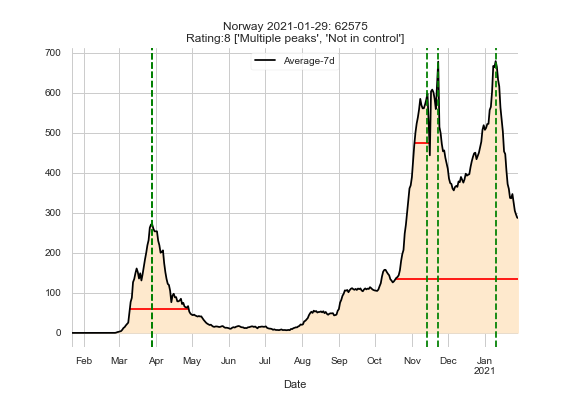 Norway 2021-01-29: 62575
Rating:8 ['Multiple peaks', 'Not in control']
Average-7d
700
600
500
400
300
200
100
0
Feb Mar Apr May Jun Jul Aug Sep Oct Nov Dec Jan
2021
Date